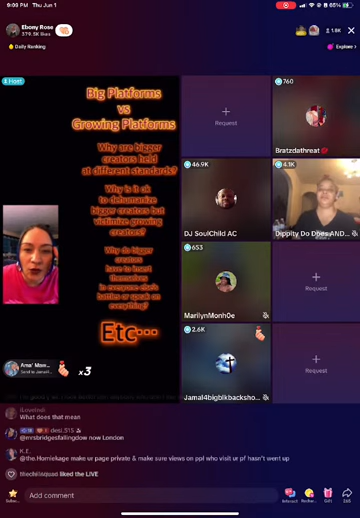 9:09 PM Thu Jun 1
65%
Ebony Rose
379.5K likes
1.8K
Daily Ranking
Explore
Host
Big Platforms
vs
Growing Platforms
Why are bigger
creators held
at different standards?
Why is it ok
to dehumanize
bigger creators but
victimize growing
creators?
Why do bigger
creators
have to insert
themselves
in everyone else's
battles or speak on
everything?
Etc...
Request
760
Bratzdathreat
46.9K
DJ SoulChild AC
4.1K
Dippity Do Does AND...
653
MarilynMonh0e
Request
2.6K
Jamal4bigblkbacksho...
Request
x3
What does that mean
desi.315
@mrsbridgesfallingdow now London
K.E.
@the.Horniekage make ur page private & make sure views on ppl who visit ur pf hasn't went up
liked the LIVE
Add comment
Gift